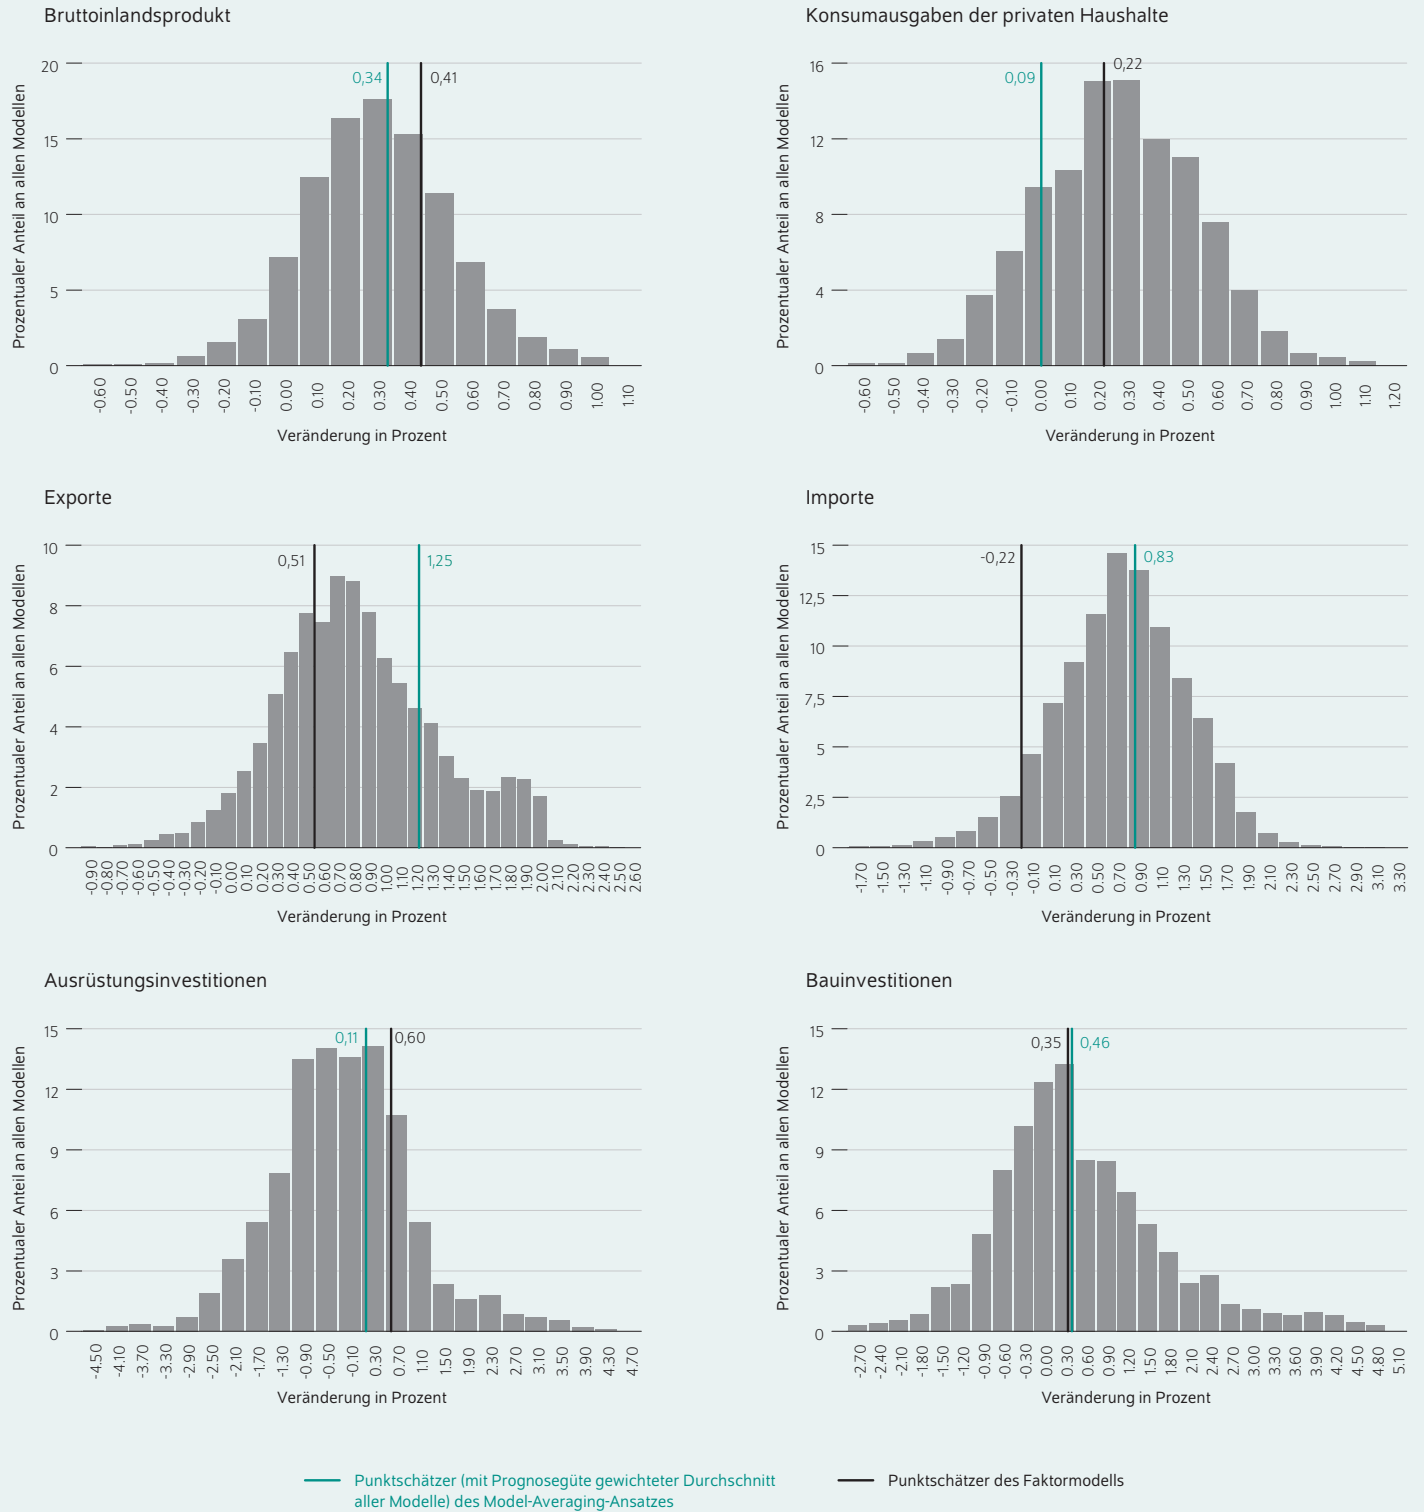 Bruttoinlandsprodukt
Prozentualer Anteil an allen Modellen
20
15
10
5
0
0,34
0,41
-0.60 -0.50 -0.40 -0.30 -0.20 -0.10 0.00 0.10 0.20 0.30 0.40 0.50 0.60 0.70 0.80 0.90 1.00 1.10
Veränderung in Prozent
Konsumausgaben der privaten Haushalte
Prozentualer Anteil an allen Modellen
16
12
8
4
0
0,09
0,22
-0.60 -0.50 -0.40 -0.30 -0.20 -0.10 0.00 0.10 0.20 0.30 0.40 0.50 0.60 0.70 0.80 0.90 1.00 1.10 1.20
Veränderung in Prozent
Exporte
Prozentualer Anteil an allen Modellen
10
8
6
4
2
0
0,51
1,25
-0.90 -0.80 -0.70 -0.60 -0.50 -0.40 -0.30 -0.20 -0.10 0.00 0.10 0.20 0.30 0.40 0.50 0.60 0.70 0.80 0.90 1.00 1.10 1.20 1.30 1.40 1.50 1.60 1.70 1.80 1.90 2.00 2.10 2.20 2.30 2.40 2.50 2.60
Veränderung in Prozent
Importe
Prozentualer Anteil an allen Modellen
15
12,5
10
7,5
5
2,5
0
-0,22
0,83
-1.70 -1.50 -1.30 -1.10 -0.90 -0.70 -0.50 -0.30 -0.10 0.10 0.30 0.50 0.70 0.90 1.10 1.30 1.50 1.70 1.90 2.10 2.30 2.50 2.70 2.90 3.10 3.30
Veränderung in Prozent
Ausrüstungsinvestitionen
Prozentualer Anteil an allen Modellen
15
12
9
6
3
0
0,11
0,60
-4.50 -4.10 -3.70 -3.30 -2.90 -2.50 -2.10 -1.70 -1.30 -0.90 -0.50 -0.10 0.30 0.70 1.10 1.50 1.90 2.30 2.70 3.10 3.50 3.90 4.30 4.70
Veränderung in Prozent
Bauinvestitionen
Prozentualer Anteil an allen Modellen
15
12
9
6
3
0
0,35
0,46
-2.70 -2.40 -2.10 -1.80 -1.50 -1.20 -0.90 -0.60 -0.30 0.00 0.30 0.60 0.90 1.20 1.50 1.80 2.10 2.40 2.70 3.00 3.30 3.60 3.90 4.20 4.50 4.80 5.10
Veränderung in Prozent
Punktschätzer (mit Prognosegüte gewichteter Durchschnitt
aller Modelle) des Model-Averaging-Ansatzes
Punktschätzer des Faktormodells